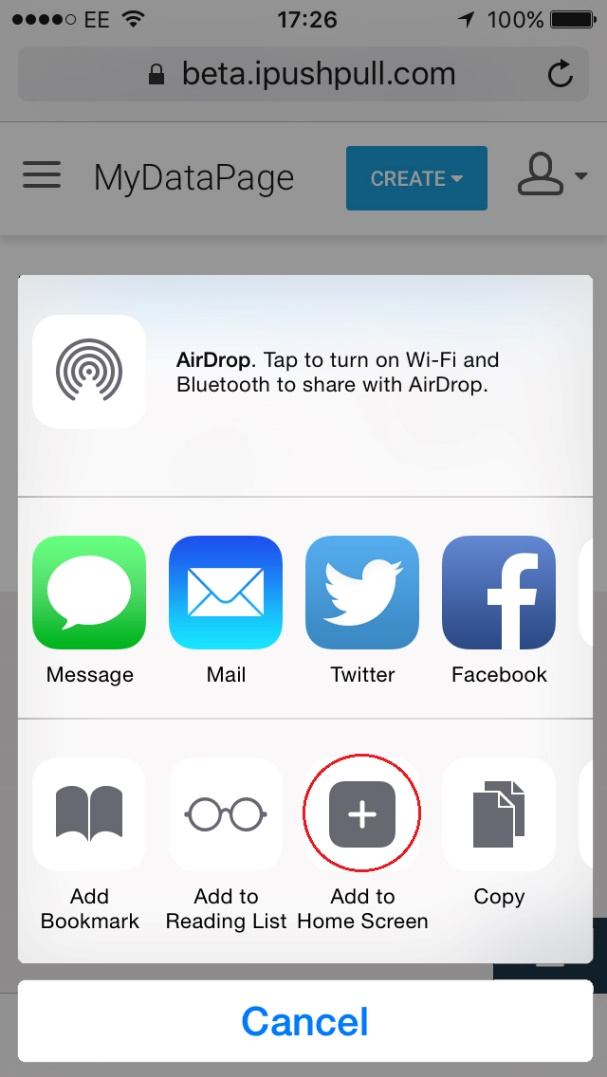 EE 17:26 100%
beta.ipushpull.com
MyDataPage CREATE
AirDrop. Tap to turn on Wi-Fi and
Bluetooth to share with AirDrop.
Message Mail Twitter Facebook
Add Bookmark
Add to Reading List
Add to Home Screen
Copy
Cancel